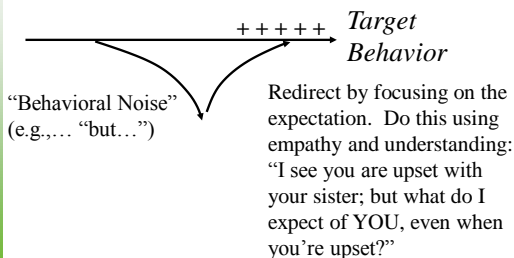 + + + + + Target
Behavior
“Behavioral Noise”
(e.g.,… “but…”)
Redirect by focusing on the
expectation.  Do this using
empathy and understanding:
“I see you are upset with
your sister; but what do I
expect of YOU, even when
you’re upset?”